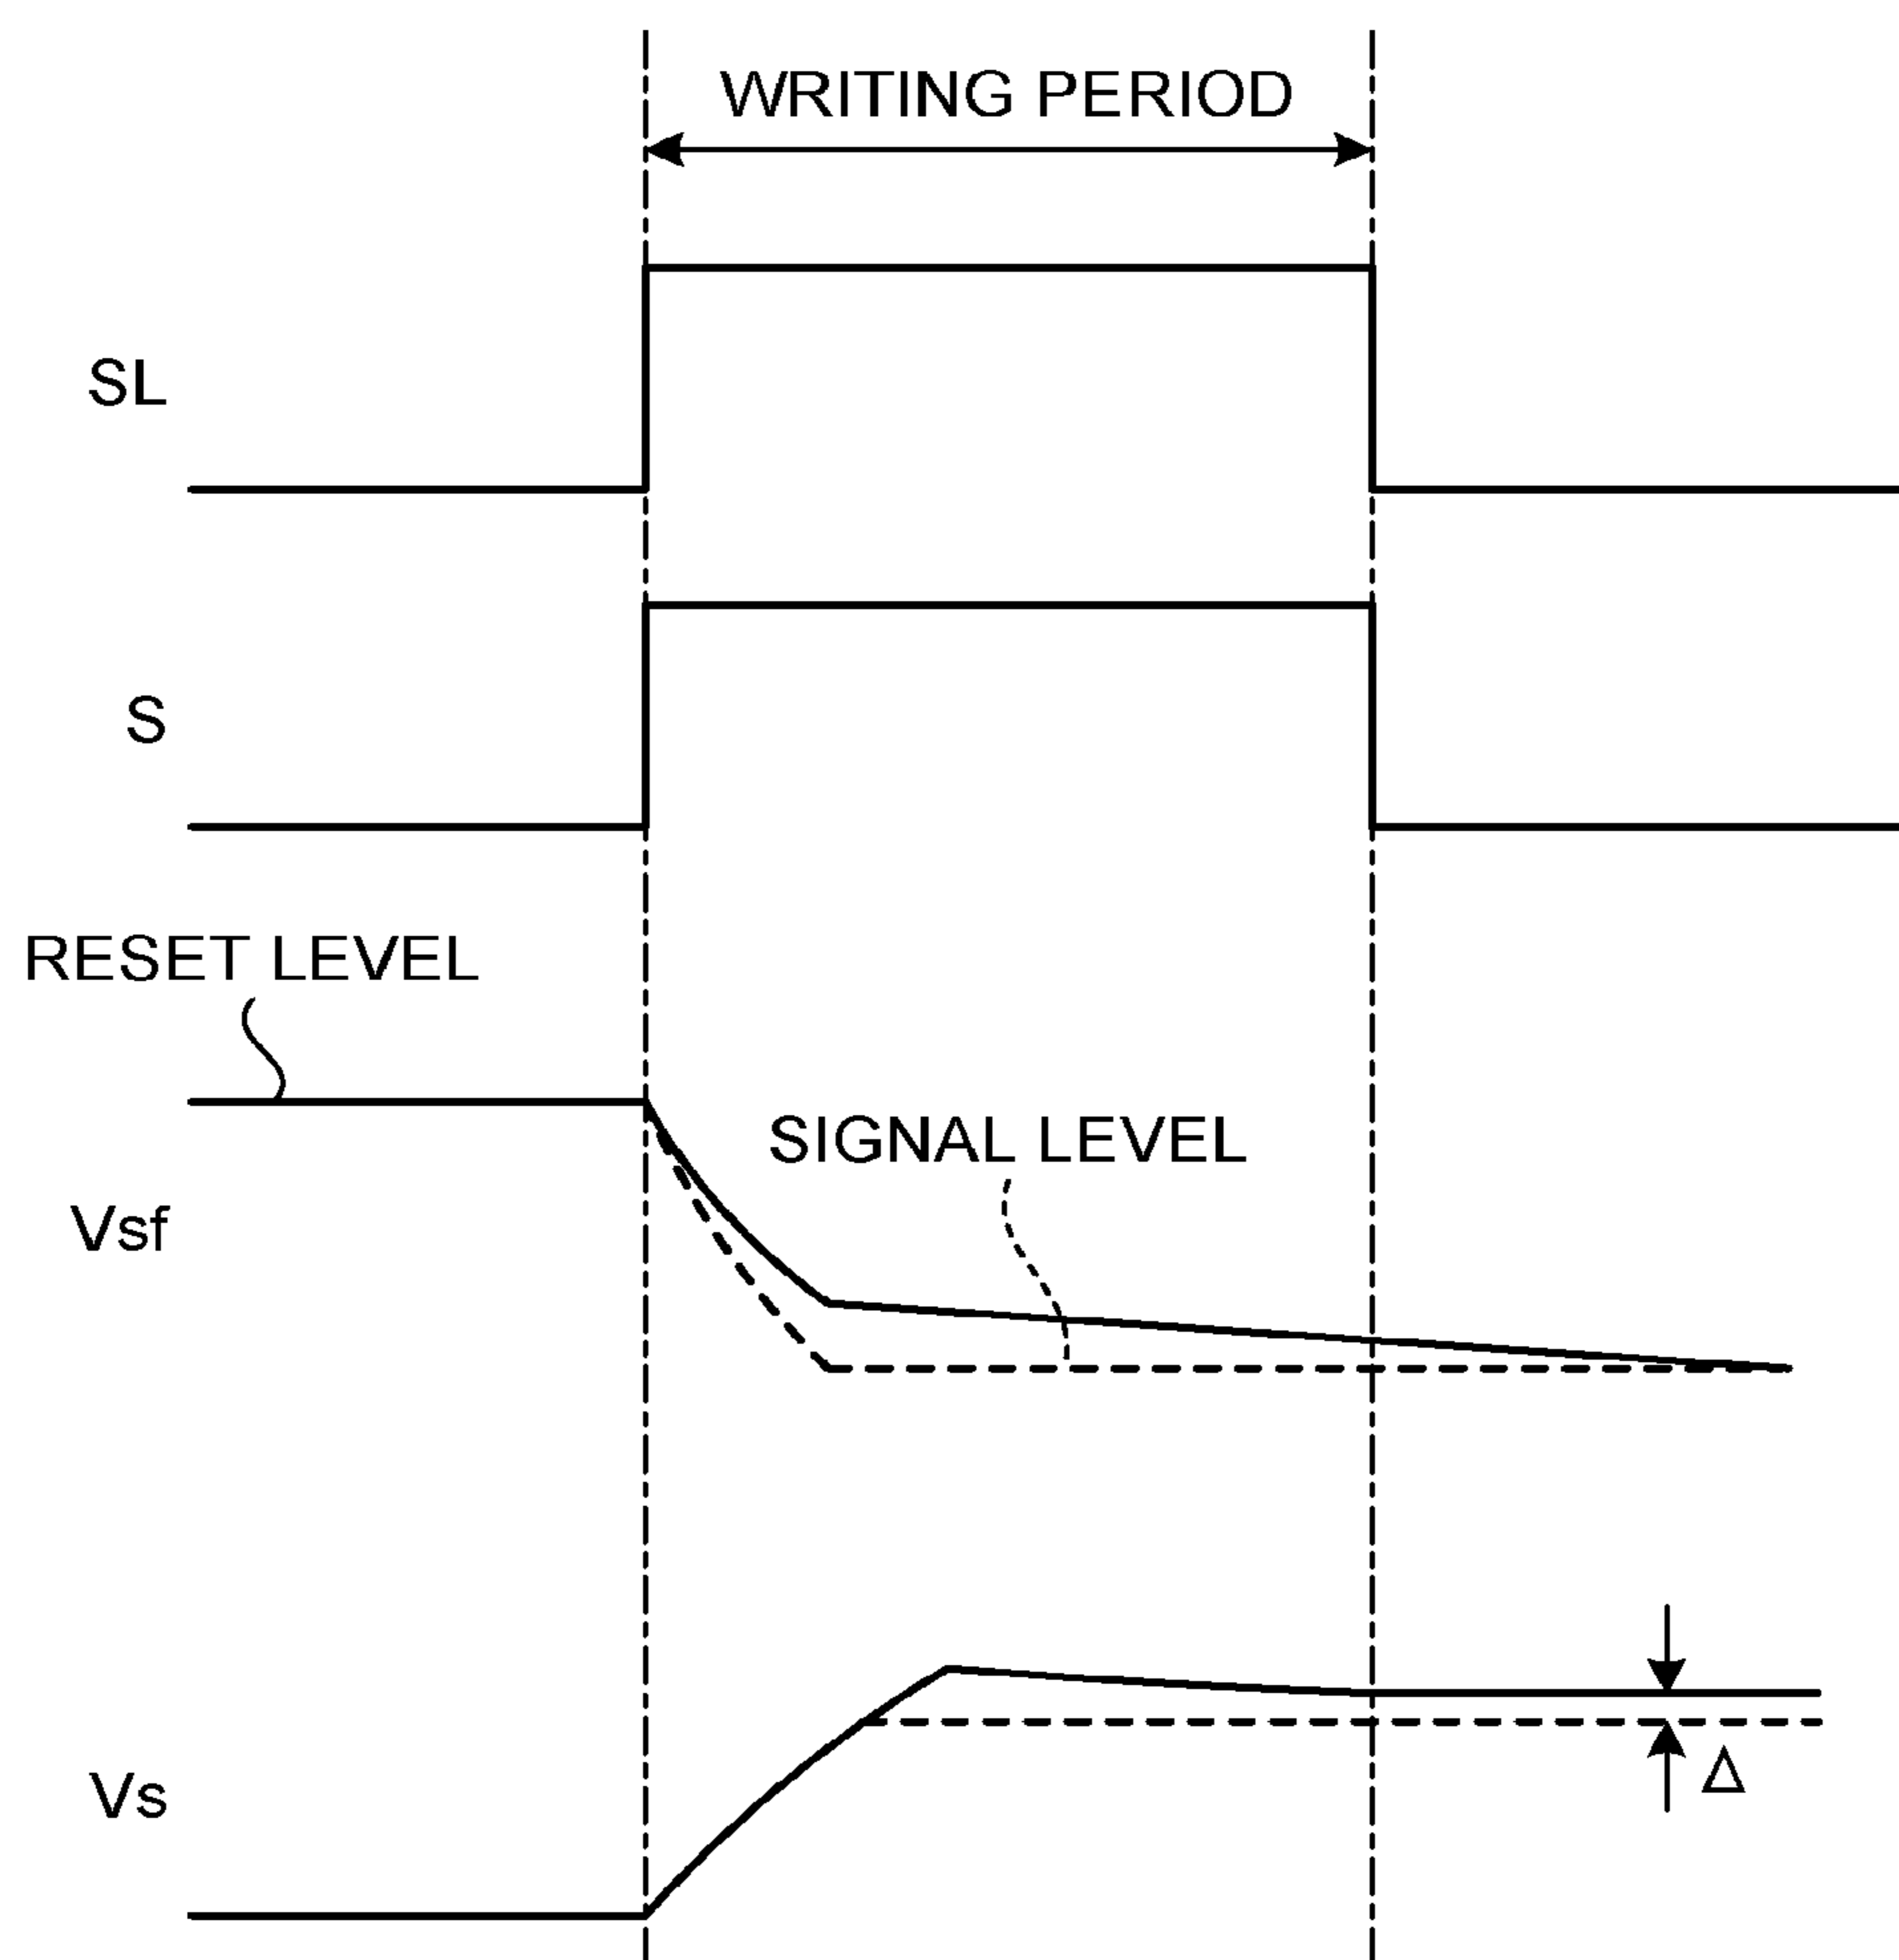 WRITING PERIOD
SL
S
RESET LEVEL
SIGNAL LEVEL
Vsf
Vs
Δ